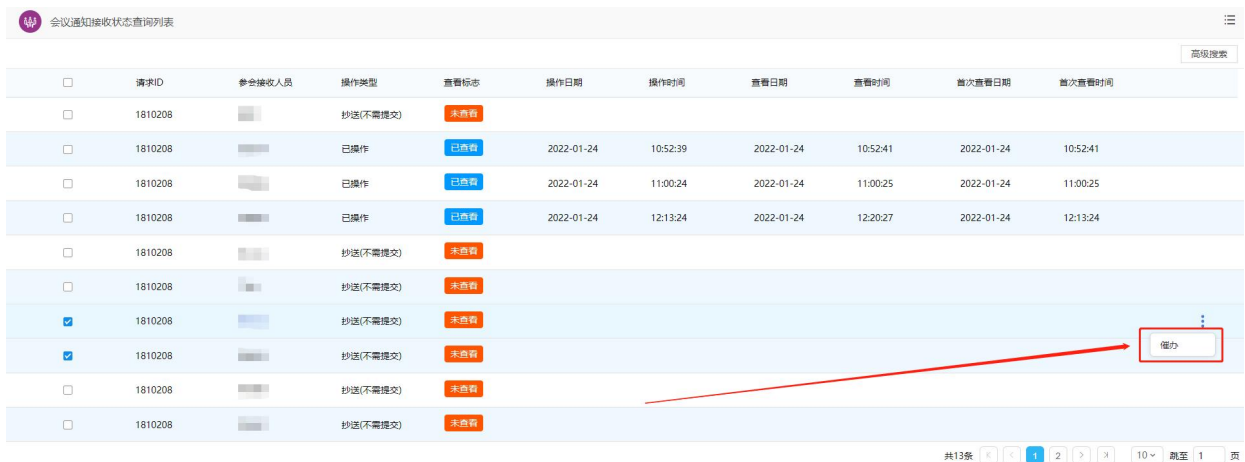 会议通知接收状态查询列表
高级搜索
请求ID 参会接收人员 操作类型 查看标志 操作日期 操作时间 查看日期 查看时间 首次查看日期 首次查看时间
1810208 抄送(不需提交) 未查看
1810208 已操作 已查看 2022-01-24 10:52:39 2022-01-24 10:52:41 2022-01-24 10:52:41
1810208 已操作 已查看 2022-01-24 11:00:24 2022-01-24 11:00:25 2022-01-24 11:00:25
1810208 已操作 已查看 2022-01-24 12:13:24 2022-01-24 12:20:27 2022-01-24 12:13:24
1810208 抄送(不需提交) 未查看
1810208 抄送(不需提交) 未查看
1810208 抄送(不需提交) 未查看
1810208 抄送(不需提交) 未查看 催办
1810208 抄送(不需提交) 未查看
1810208 抄送(不需提交) 未查看
共13条 1 2 10 跳至 1 页